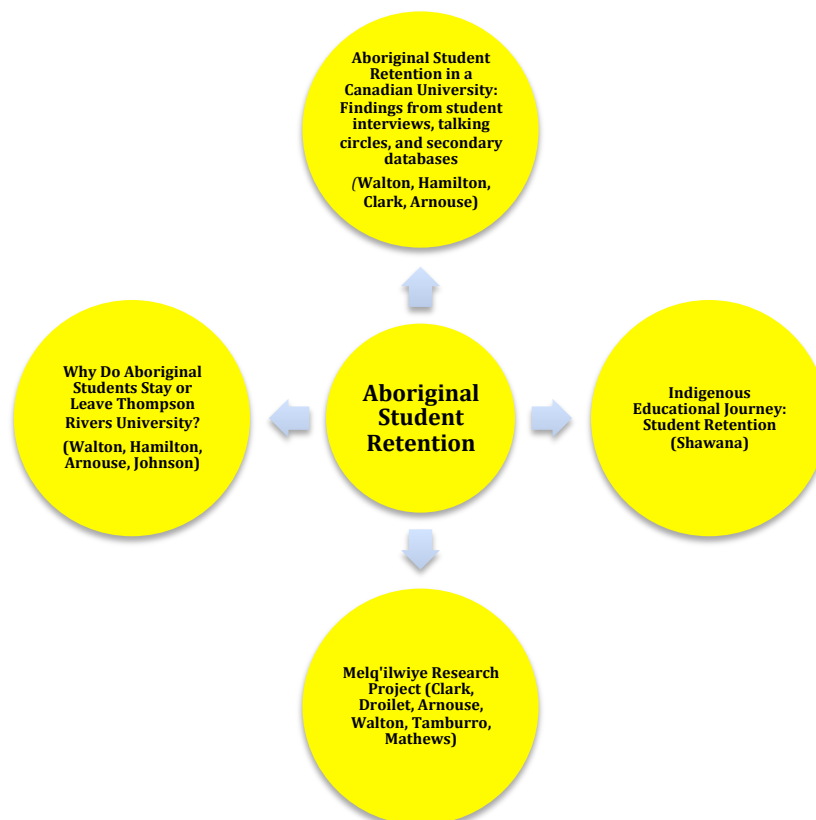 Aboriginal Student
Retention in a
Canadian University:
Findings from student
interviews, talking
circles, and secondary
databases
(Walton, Hamilton,
Clark, Arnouse)
Why Do Aboriginal
Students Stay or
Leave Thompson
Rivers University?
(Walton, Hamilton,
Arnouse, Johnson)
Aboriginal
Student
Retention
Indigenous
Educational Journey:
Student Retention
(Shawana)
Melq'ilwiye Research
Project (Clark,
Droilet, Arnouse,
Walton, Tamburro,
Mathews)